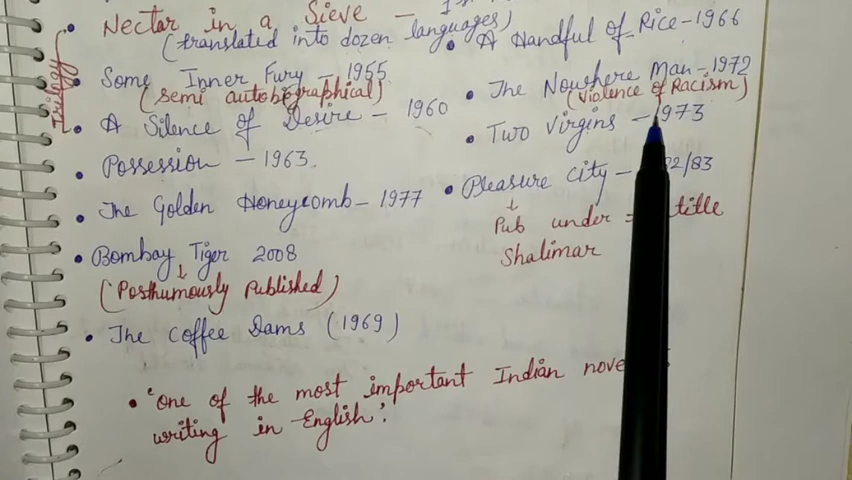 Trilogy
• Nectar in a Sieve –
(translated into dozen languages)
• Some Inner Fury – 1955
(semi autobiographical)
• A Silence of Desire – 1960
• Possession – 1963.
• The Golden Honeycomb – 1977
• Bombay Tiger 2008
↓
(Posthumously Published)
• The Coffee Dams (1969)
• A Handful of Rice – 1966
• The Nowhere Man – 1972
(Violence of Racism)
• Two Virgins – 1973
• Pleasure city – 82/83
↓
Pub under title
Shalimar
• 'One of the most important Indian
writing in English'.